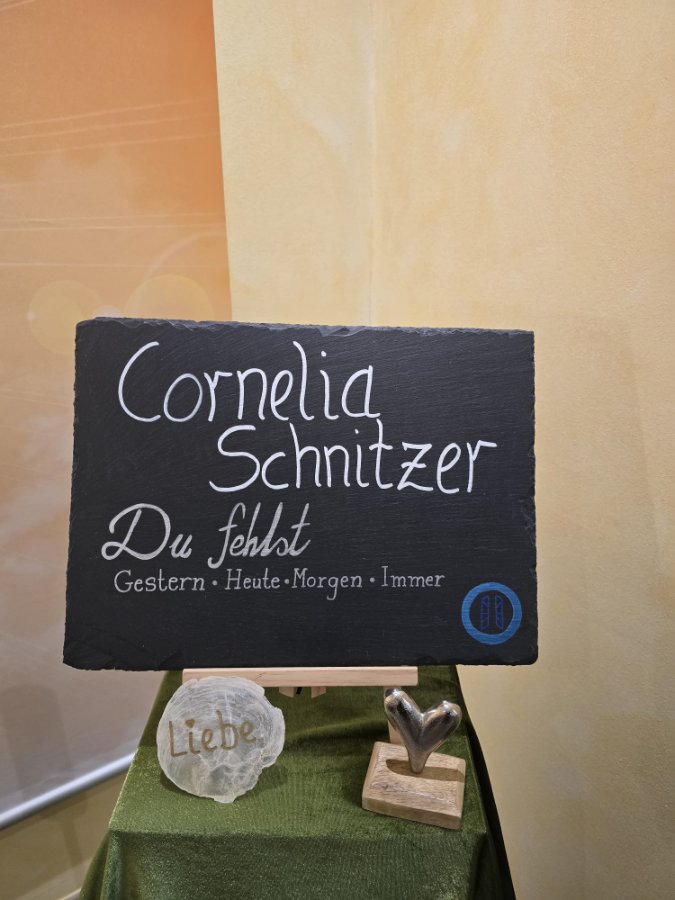 Cornelia
Schnitzer
Du fehlst
Gestern • Heute • Morgen • Immer
Liebe